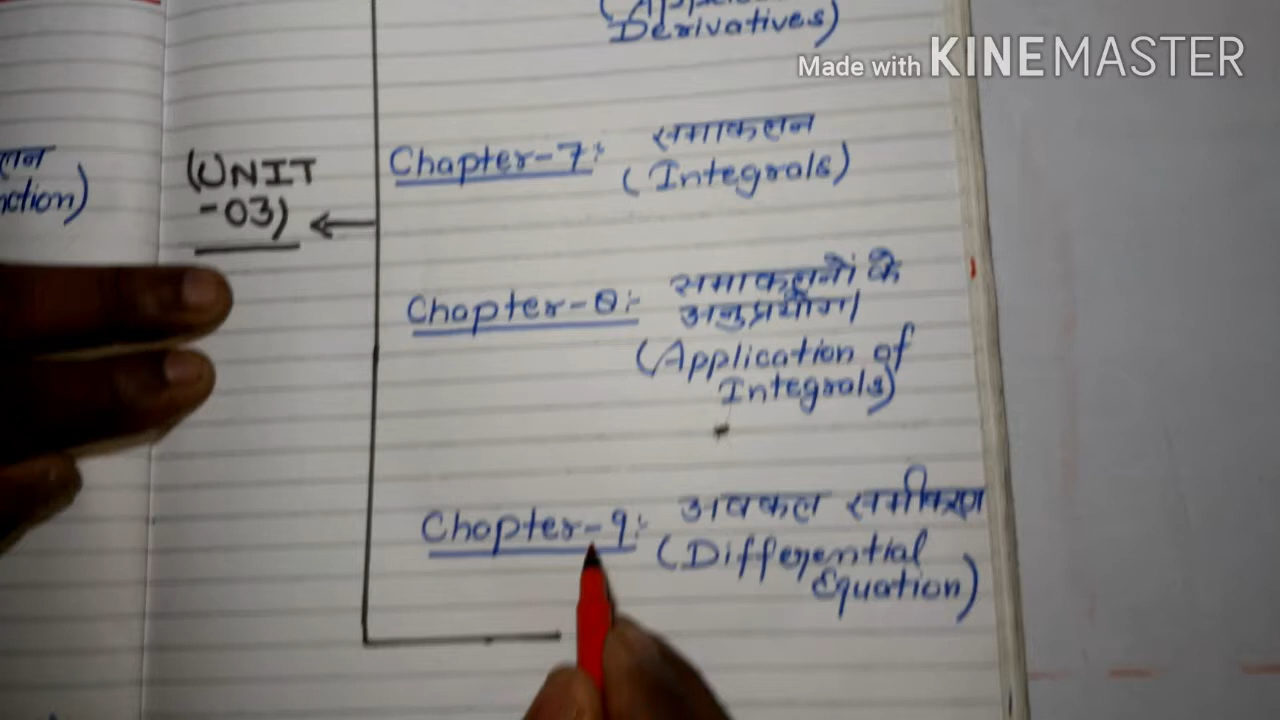 Derivatives)
Made with KINEMASTER
(UNIT
-03)
Chapter-7:- समाकलन
(Integrals)
Chapter-8:- समाकलनों के
अनुप्रयोग।
(Application of
Integrals)
Chapter-9:- अवकल समीकरण
(Differential
Equation)